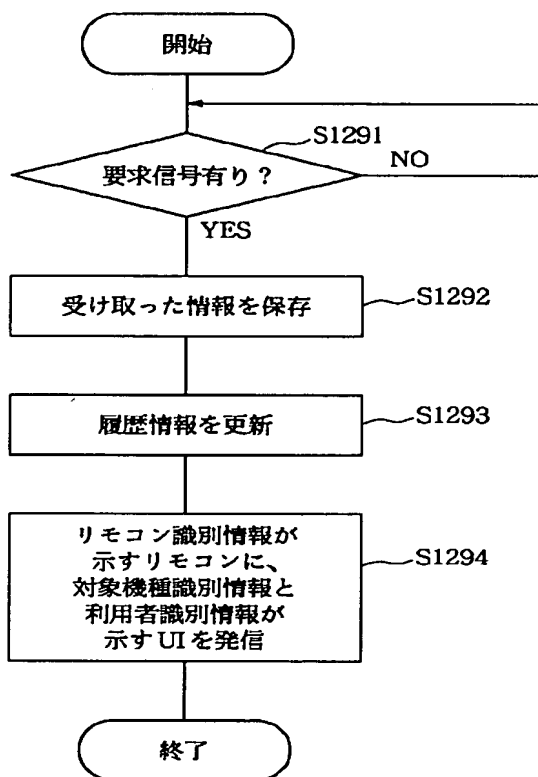 開始
S1291
要求信号有り?
NO
YES
受け取った情報を保存
S1292
履歴情報を更新
S1293
リモコン識別情報が
示すリモコンに、
対象機種識別情報と
利用者識別情報が
示すUIを発信
S1294
終了